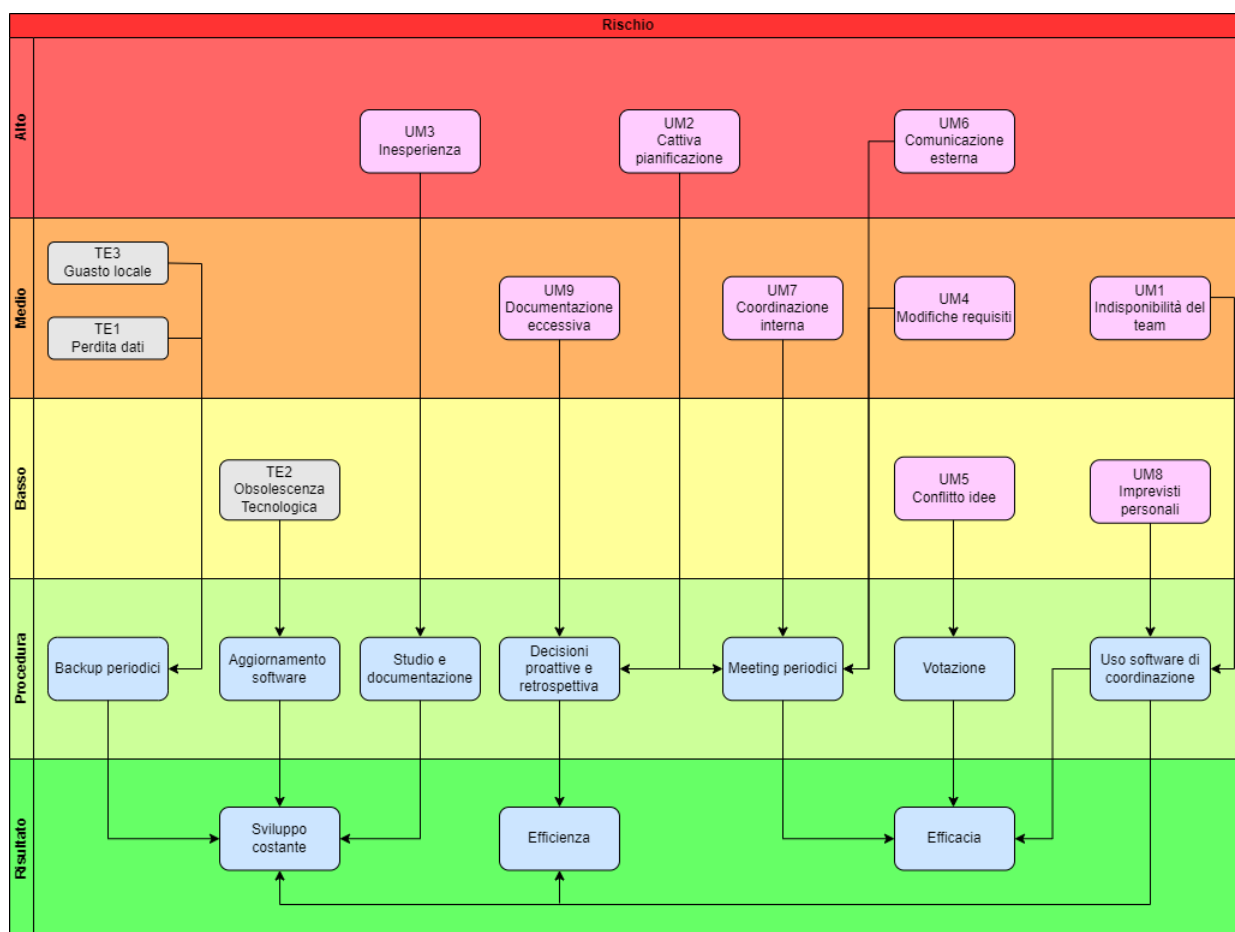 Rischio
Alto
UM3
Inesperienza
UM2
Cattiva
pianificazione
UM6
Comunicazione
esterna
Medio
TE3
Guasto locale
TE1
Perdita dati
UM9
Documentazione
eccessiva
UM7
Coordinazione
interna
UM4
Modifiche requisiti
UM1
Indisponibilità del
team
Basso
TE2
Obsolescenza
Tecnologica
UM5
Conflitto idee
UM8
Imprevisti
personali
Procedura
Backup periodici
Aggiornamento
software
Studio e
documentazione
Decisioni
proattive e
retrospettiva
Meeting periodici
Votazione
Uso software di
coordinazione
Risultato
Sviluppo
costante
Efficienza
Efficacia